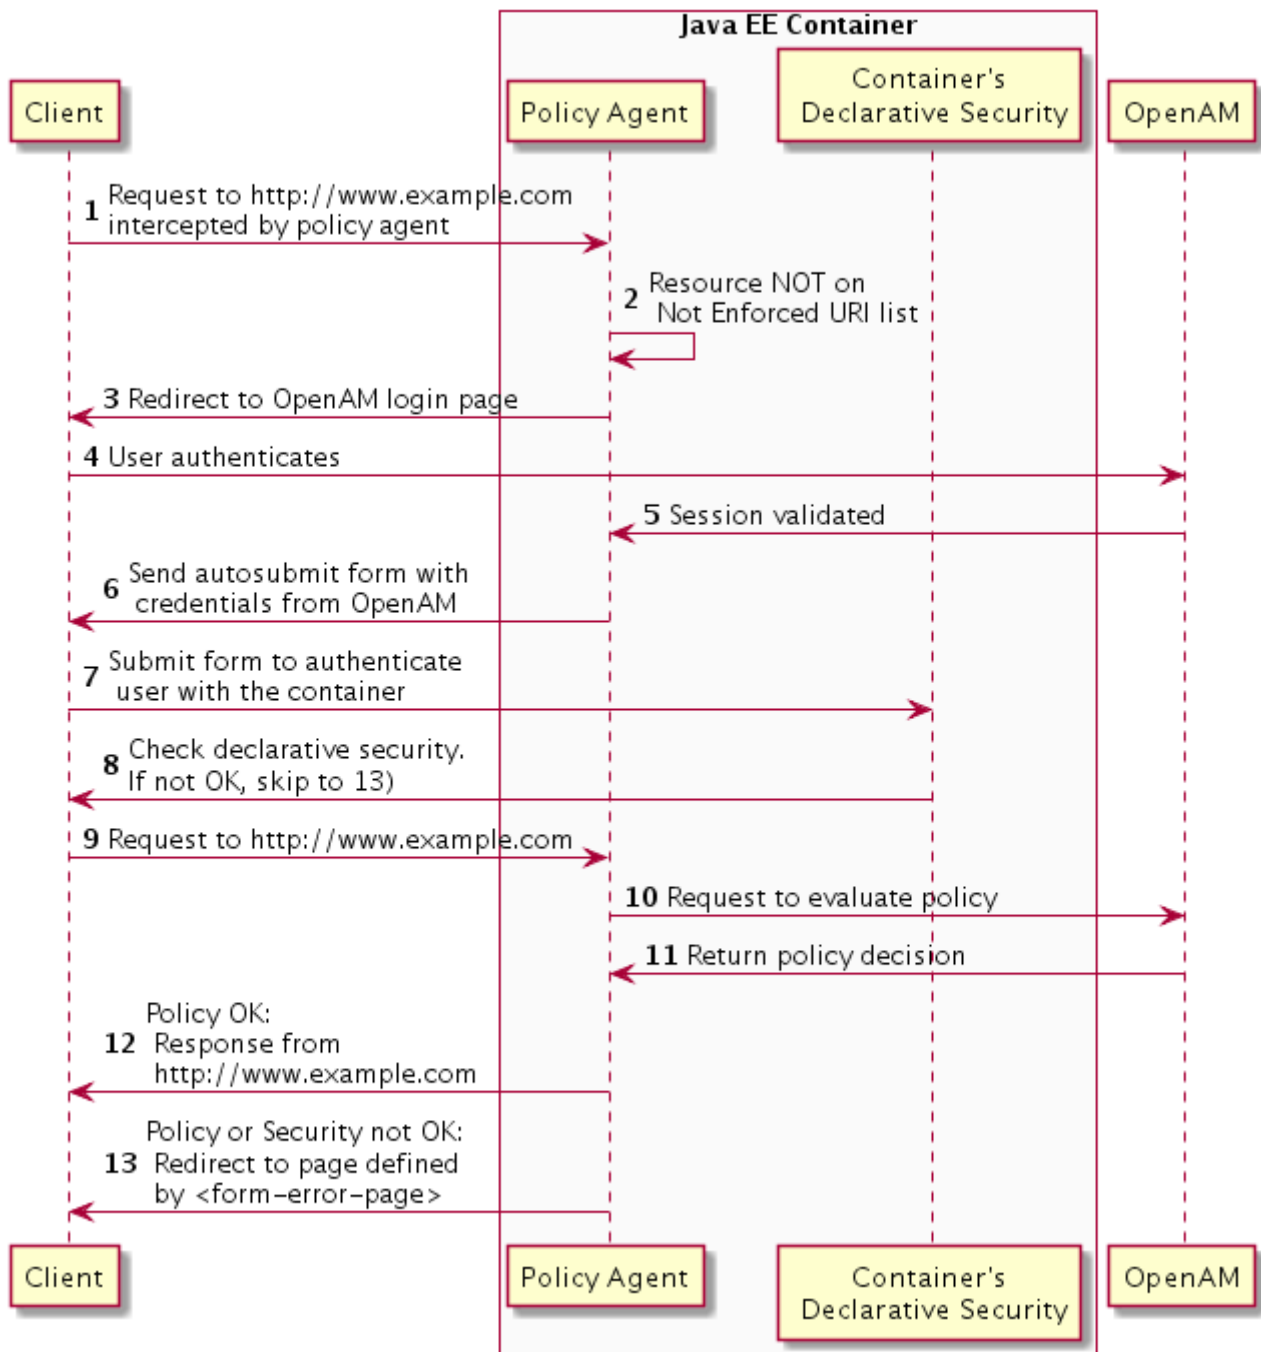 Java EE Container
Client
Policy Agent
Container's
Declarative Security
OpenAM
1 Request to http://www.example.com
intercepted by policy agent
2 Resource NOT on
Not Enforced URI list
3 Redirect to OpenAM login page
4 User authenticates
5 Session validated
6 Send autosubmit form with
credentials from OpenAM
7 Submit form to authenticate
user with the container
8 Check declarative security.
If not OK, skip to 13)
9 Request to http://www.example.com
10 Request to evaluate policy
11 Return policy decision
Policy OK:
12 Response from
http://www.example.com
Policy or Security not OK:
13 Redirect to page defined
by <form-error-page>
Client
Policy Agent
Container's
Declarative Security
OpenAM